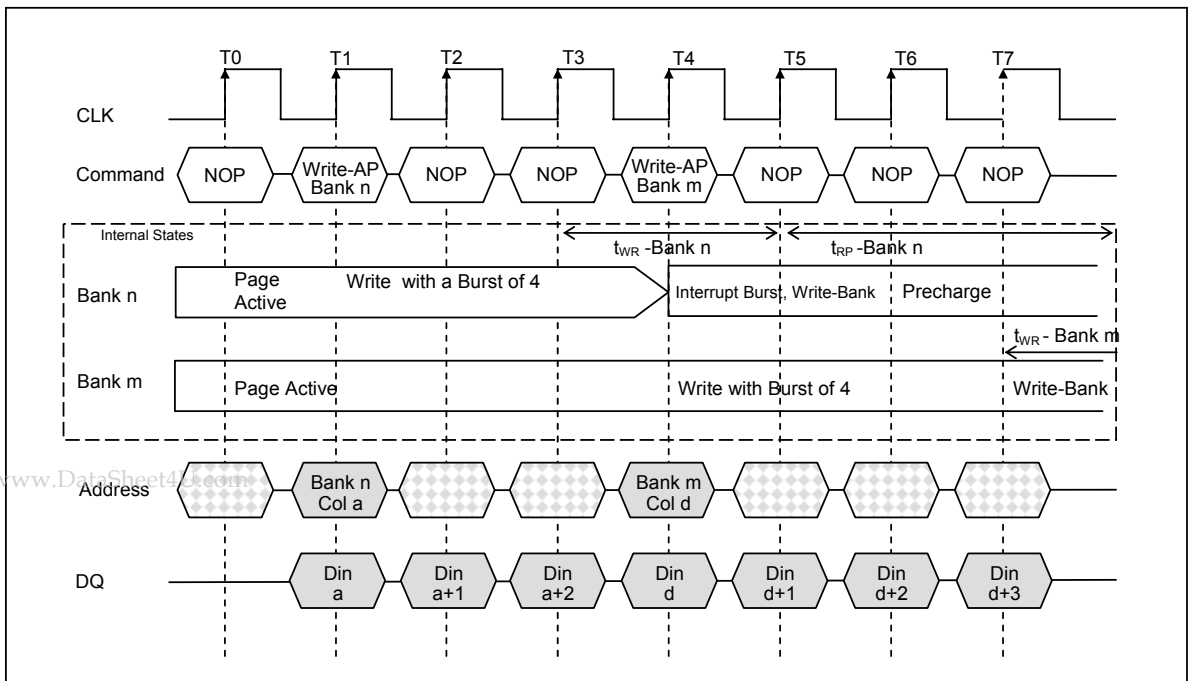 T0 T1 T2 T3 T4 T5 T6 T7
CLK
Command NOP Write-AP Bank n NOP NOP Write-AP Bank m NOP NOP NOP
Internal States
tWR -Bank n tRP -Bank n
Bank n Page Active Write with a Burst of 4 Interrupt Burst, Write-Bank Precharge
tWR - Bank m
Bank m Page Active Write with Burst of 4 Write-Bank
www.DataSheet4U.com
Address Bank n Col a Bank m Col d
DQ Din a Din a+1 Din a+2 Din d Din d+1 Din d+2 Din d+3